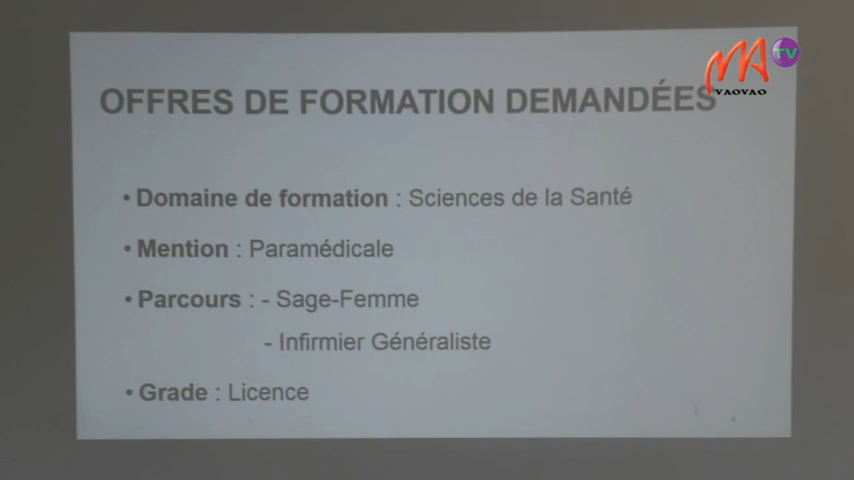 MA TV
VAOVAO
OFFRES DE FORMATION DEMANDÉES
• Domaine de formation : Sciences de la Santé
• Mention : Paramédicale
• Parcours : - Sage-Femme
- Infirmier Généraliste
• Grade : Licence